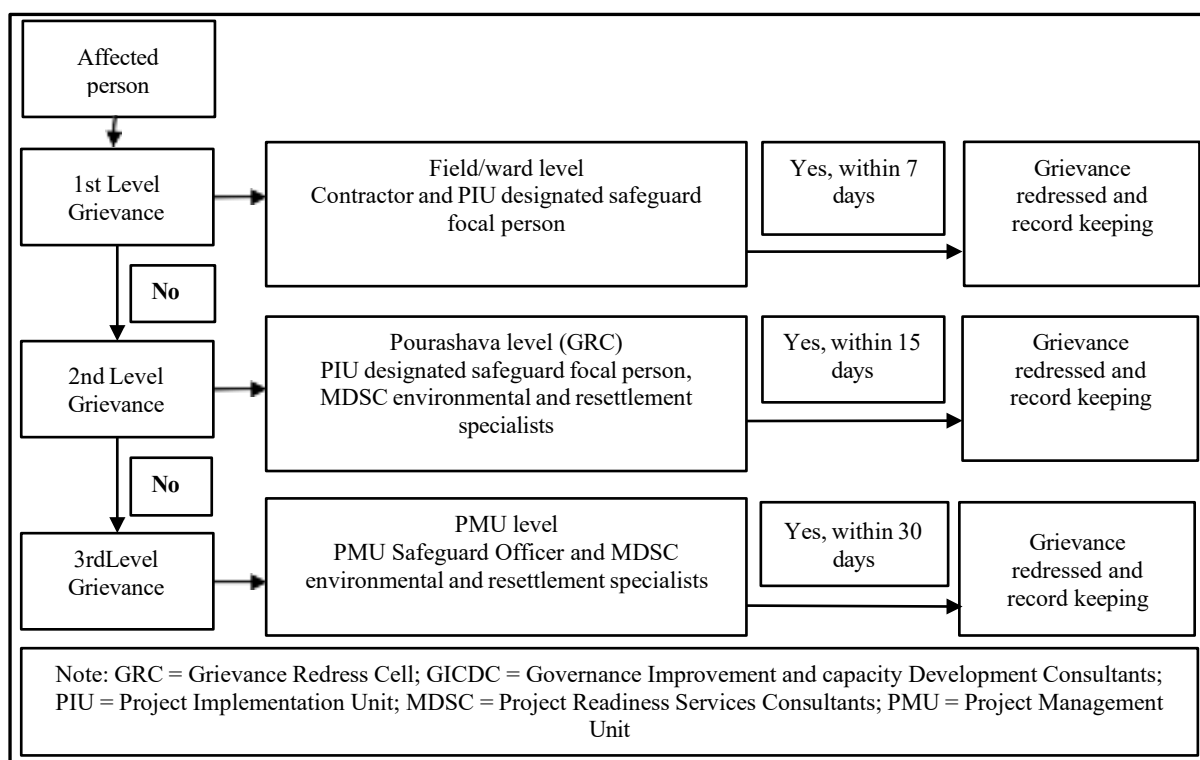 Affected
person
1st Level
Grievance
Field/ward level
Contractor and PIU designated safeguard
focal person
Yes, within 7
days
Grievance
redressed and
record keeping
No
2nd Level
Grievance
Pourashava level (GRC)
PIU designated safeguard focal person,
MDSC environmental and resettlement
specialists
Yes, within 15
days
Grievance
redressed and
record keeping
No
3rdLevel
Grievance
PMU level
PMU Safeguard Officer and MDSC
environmental and resettlement specialists
Yes, within 30
days
Grievance
redressed and
record keeping
Note: GRC = Grievance Redress Cell; GICDC = Governance Improvement and capacity Development Consultants;
PIU = Project Implementation Unit; MDSC = Project Readiness Services Consultants; PMU = Project Management
Unit